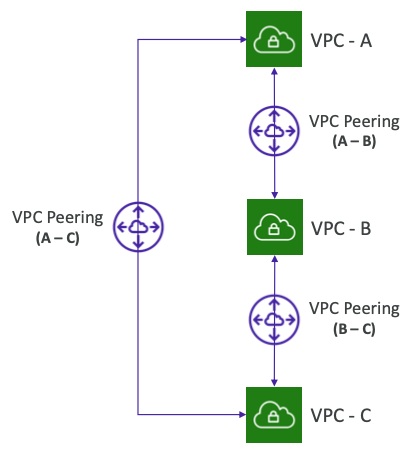 VPC - A
VPC Peering
(A – B)
VPC Peering
(A – C)
VPC - B
VPC Peering
(B – C)
VPC - C